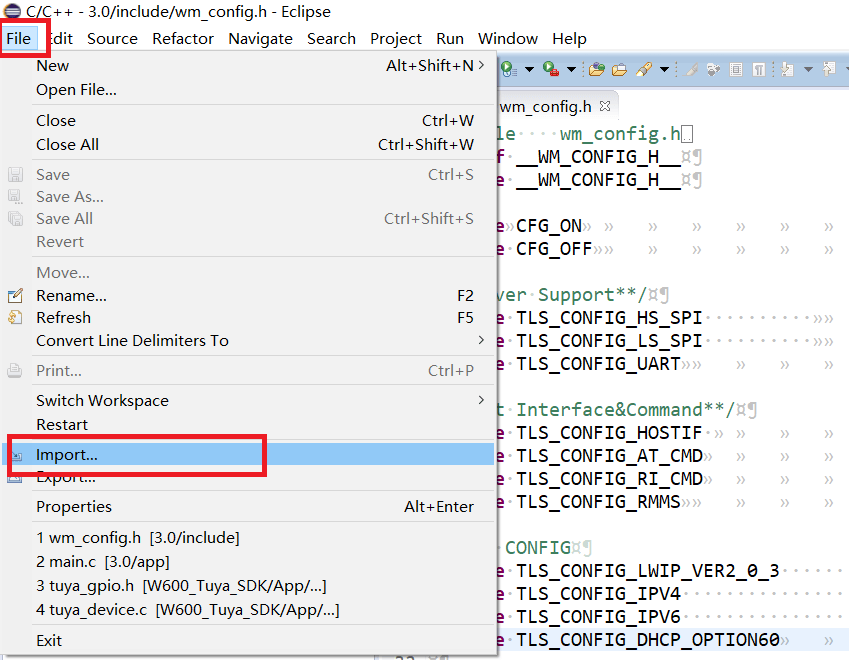 C/C++ - 3.0/include/wm_config.h - Eclipse
File Edit Source Refactor Navigate Search Project Run Window Help
New Alt+Shift+N
Open File...
Close Ctrl+W
Close All Ctrl+Shift+W
Save Ctrl+S
Save As...
Save All Ctrl+Shift+S
Revert
Move...
Rename... F2
Refresh F5
Convert Line Delimiters To
Print... Ctrl+P
Switch Workspace
Restart
Import...
Export...
Properties Alt+Enter
1 wm_config.h [3.0/include]
2 main.c [3.0/app]
3 tuya_gpio.h [W600_Tuya_SDK/App/...]
4 tuya_device.c [W600_Tuya_SDK/App/...]
Exit
wm_config.h
le wm_config.h
f __WM_CONFIG_H__
e __WM_CONFIG_H__
e CFG_ON
e CFG_OFF
ver Support**/
e TLS_CONFIG_HS_SPI
e TLS_CONFIG_LS_SPI
e TLS_CONFIG_UART
t Interface&Command**/
e TLS_CONFIG_HOSTIF
e TLS_CONFIG_AT_CMD
e TLS_CONFIG_RI_CMD
e TLS_CONFIG_RMMS
CONFIG
e TLS_CONFIG_LWIP_VER2_0_3
e TLS_CONFIG_IPV4
e TLS_CONFIG_IPV6
e TLS_CONFIG_DHCP_OPTION60